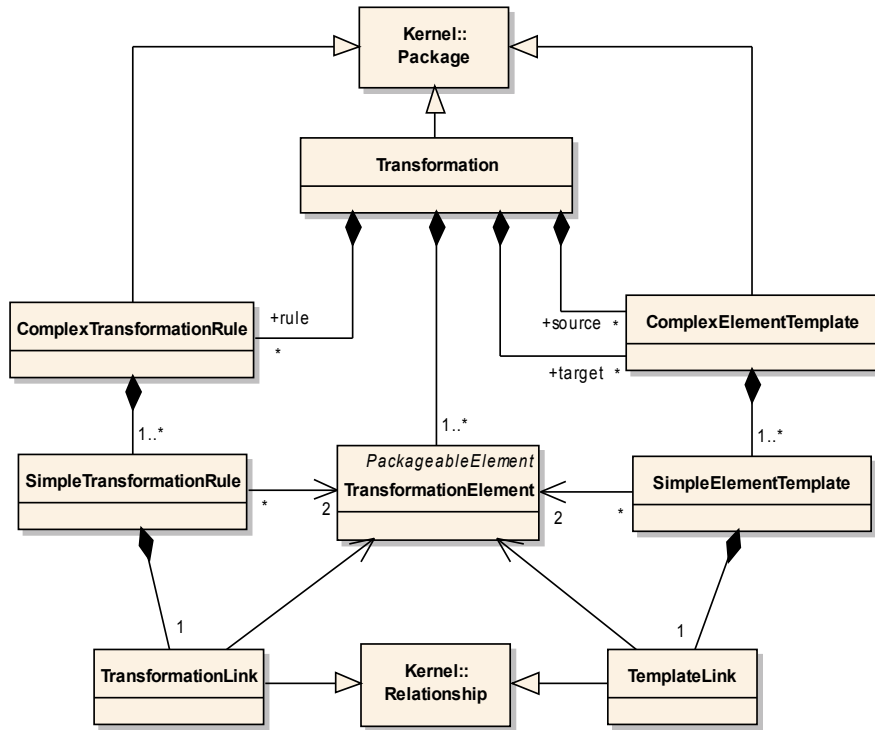 Kernel::
Package
Transformation
ComplexTransformationRule
+rule
*
+source *
+target *
ComplexElementTemplate
1..*
1..*
1..*
SimpleTransformationRule
*
2
PackageableElement
TransformationElement
2
*
SimpleElementTemplate
1
1
TransformationLink
Kernel::
Relationship
TemplateLink